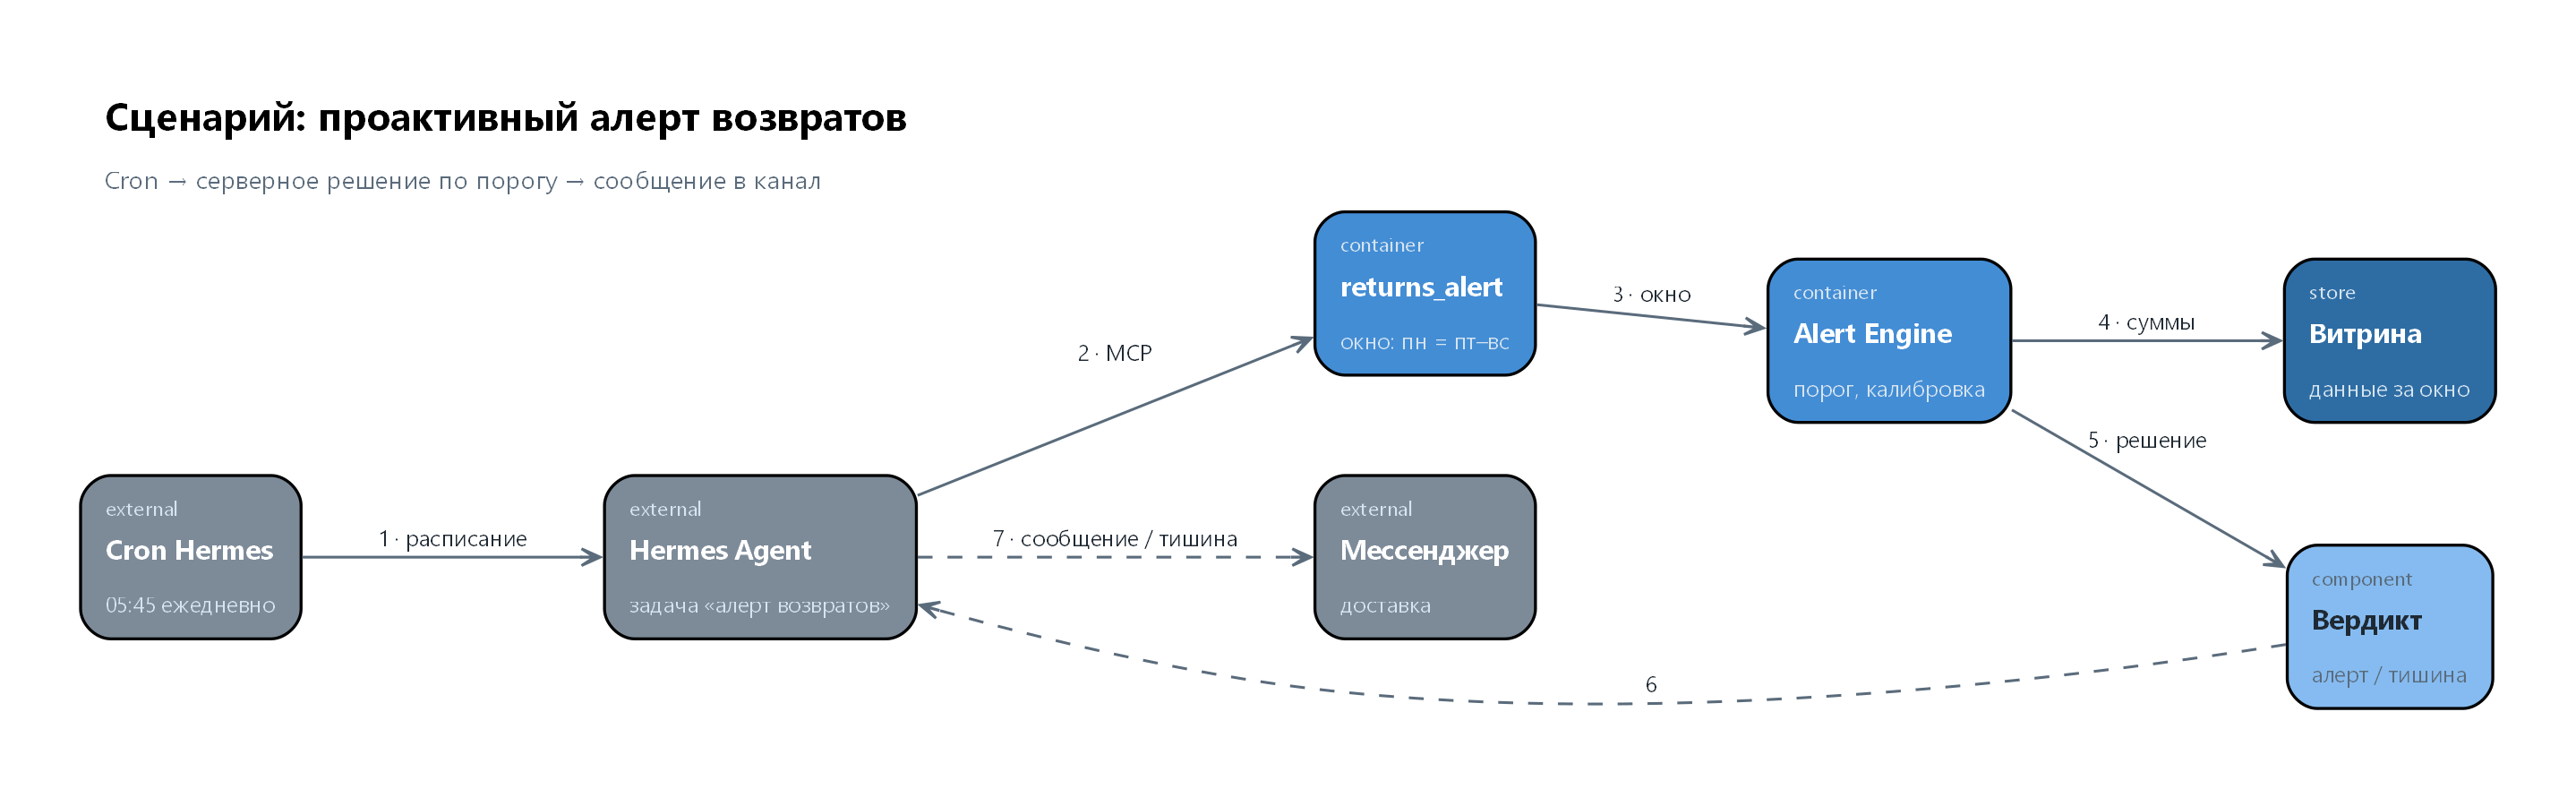 Сценарий: проактивный алерт возвратов
Cron → серверное решение по порогу → сообщение в канал
external
Cron Hermes
05:45 ежедневно
1 · расписание
external
Hermes Agent
задача «алерт возвратов»
2 · MCP
container
returns_alert
окно: пн = пт–вс
3 · окно
container
Alert Engine
порог, калибровка
4 · суммы
store
Витрина
данные за окно
5 · решение
component
Вердикт
алерт / тишина
6
7 · сообщение / тишина
external
Мессенджер
доставка